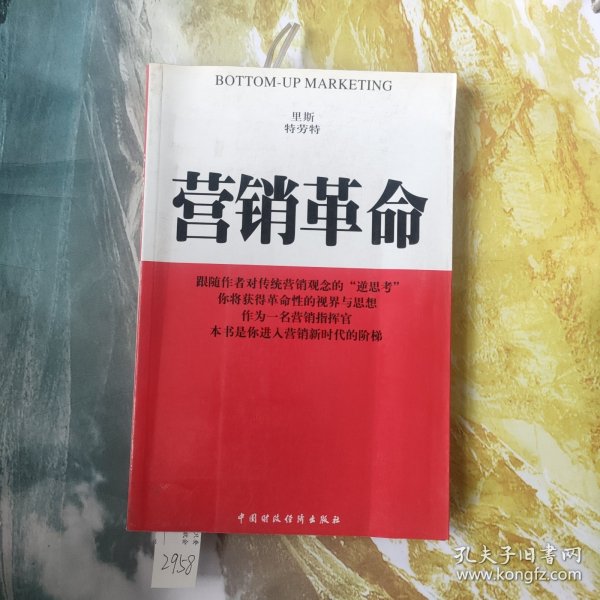 BOTTOM-UP MARKETING
里斯
特劳特
营销革命
跟随作者对传统营销观念的“逆思考”
你将获得革命性的视界与思想
作为一名营销指挥官
本书是你进入营销新时代的阶梯
中国财政经济出版社
2958
孔夫子旧书网
www.kongfz.com